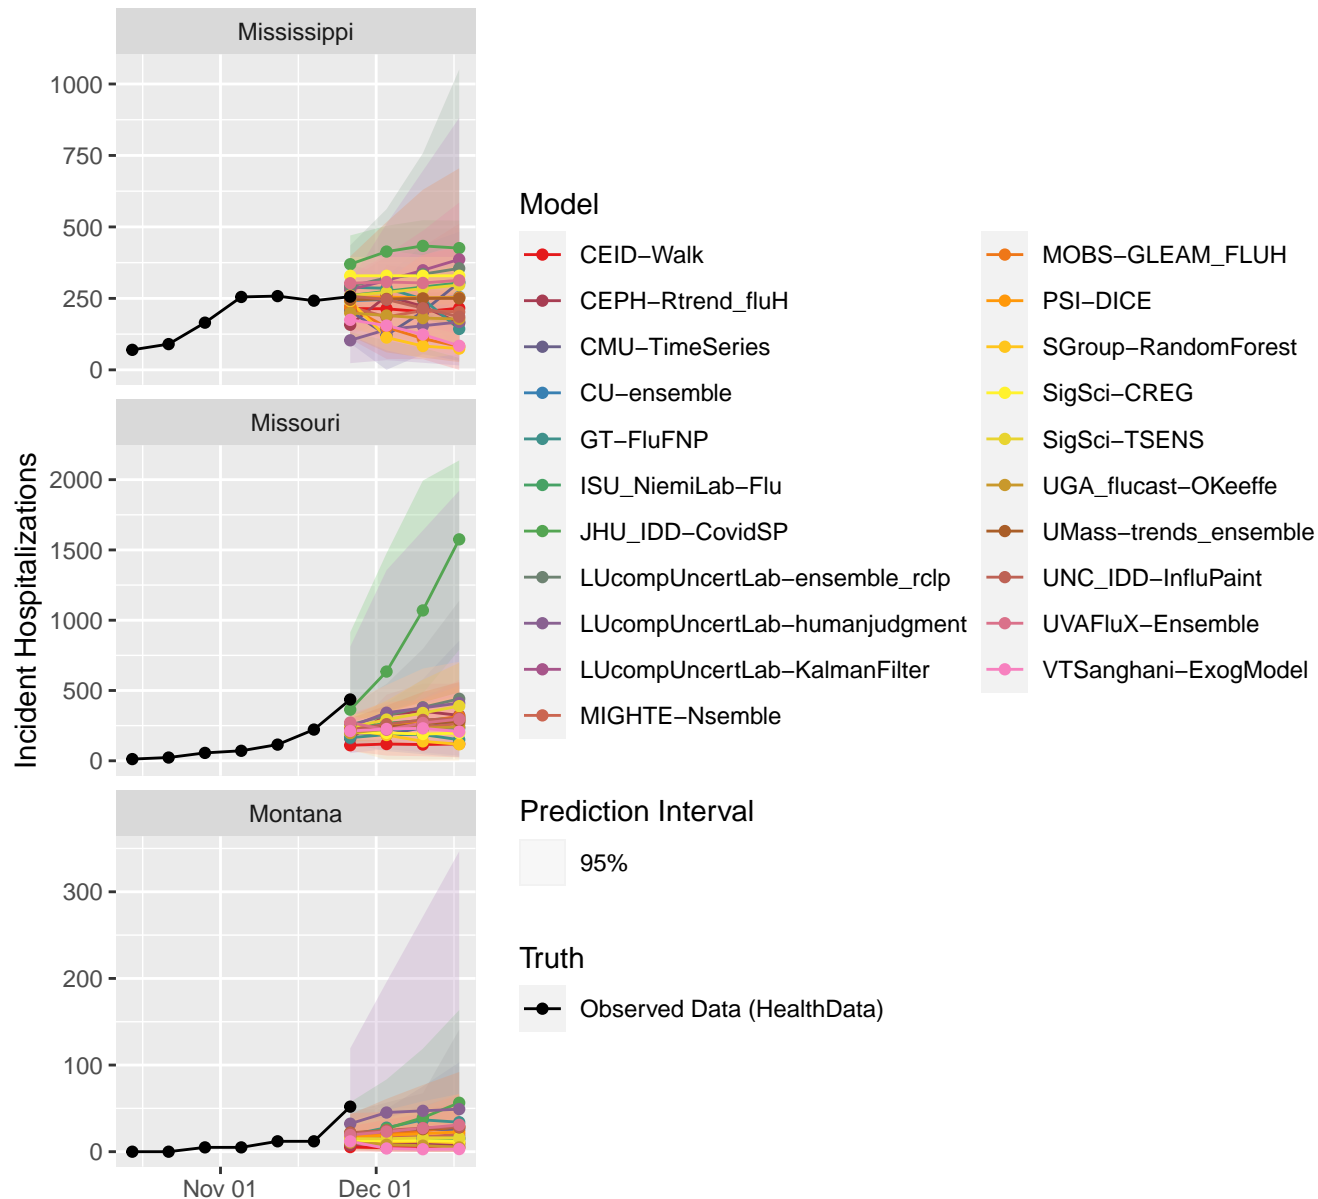 Mississippi
1000
750
500
250
0
Missouri
2000
1500
1000
500
0
Montana
300
200
100
0
Nov 01
Dec 01
Incident Hospitalizations
Model
CEID−Walk
CEPH−Rtrend_fluH
CMU−TimeSeries
CU−ensemble
GT−FluFNP
ISU_NiemiLab−Flu
JHU_IDD−CovidSP
LUcompUncertLab−ensemble_rclp
LUcompUncertLab−humanjudgment
LUcompUncertLab−KalmanFilter
MIGHTE−Nsemble
MOBS−GLEAM_FLUH
PSI−DICE
SGroup−RandomForest
SigSci−CREG
SigSci−TSENS
UGA_flucast−OKeeffe
UMass−trends_ensemble
UNC_IDD−InfluPaint
UVAFluX−Ensemble
VTSanghani−ExogModel
Prediction Interval
95%
Truth
Observed Data (HealthData)